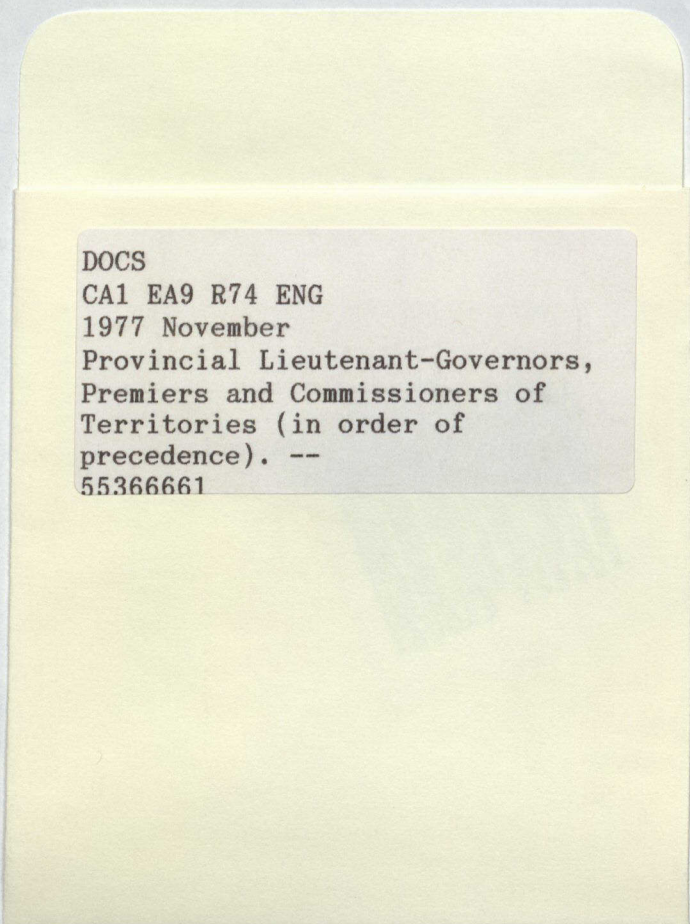 DOCS
CA1 EA9 R74 ENG
1977 November
Provincial Lieutenant-Governors,
Premiers and Commissioners of
Territories (in order of
precedence). --
55366661